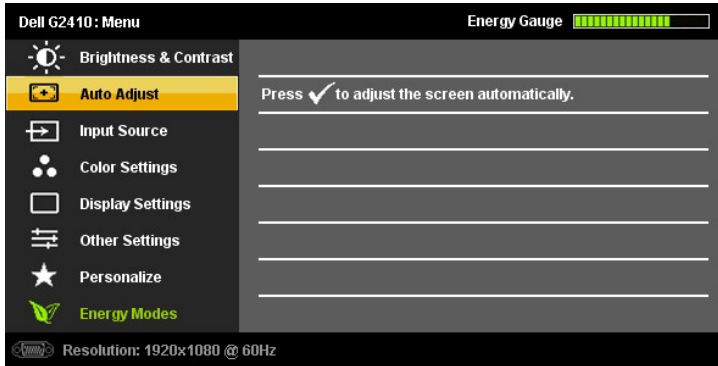 Dell G2410: Menu
Energy Gauge
Brightness & Contrast
Auto Adjust
Press ✓ to adjust the screen automatically.
Input Source
Color Settings
Display Settings
Other Settings
Personalize
Energy Modes
Resolution: 1920x1080 @ 60Hz